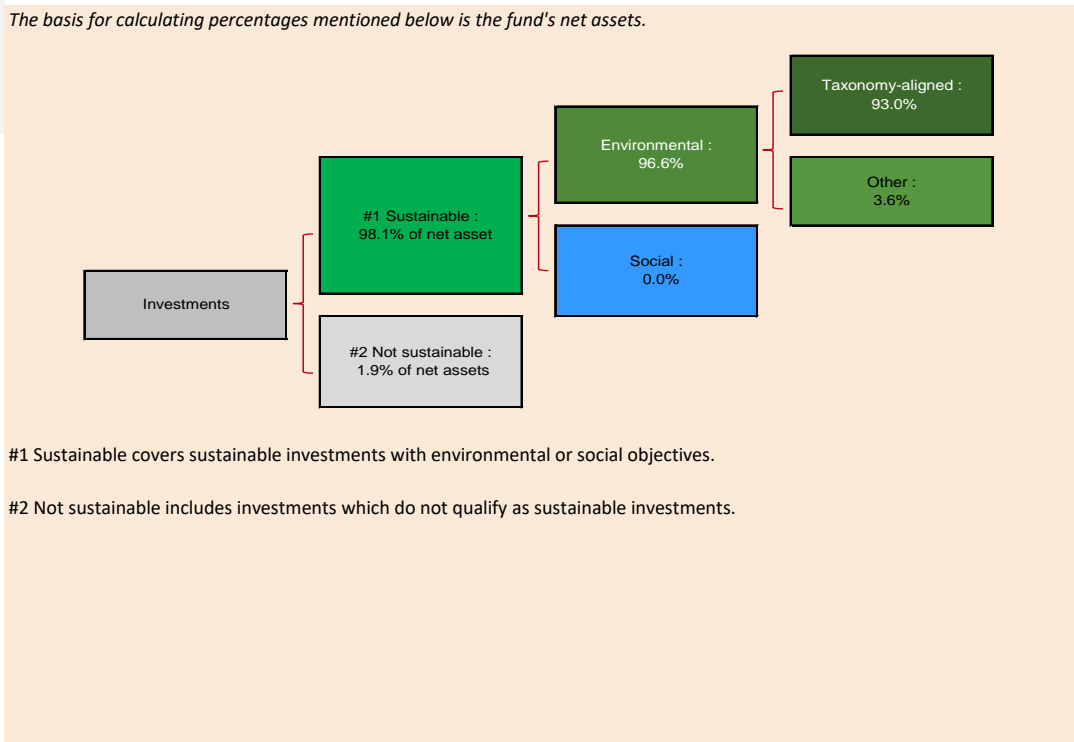 The basis for calculating percentages mentioned below is the fund's net assets.
Taxonomy-aligned :
93.0%
Environmental :
96.6%
Other :
3.6%
#1 Sustainable :
98.1% of net asset
Social :
0.0%
Investments
#2 Not sustainable :
1.9% of net assets
#1 Sustainable covers sustainable investments with environmental or social objectives.
#2 Not sustainable includes investments which do not qualify as sustainable investments.